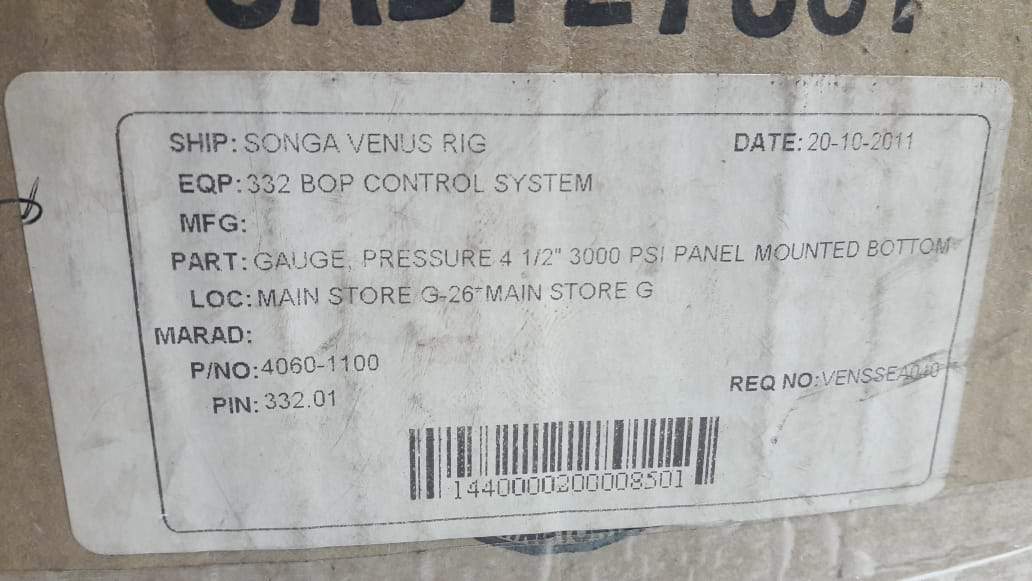 SHIP: SONGA VENUS RIG DATE: 20-10-2011
EQP: 332 BOP CONTROL SYSTEM
MFG:
PART: GAUGE, PRESSURE 4 1/2" 3000 PSI PANEL MOUNTED BOTTOM
LOC: MAIN STORE G-26*MAIN STORE G
MARAD:
P/NO: 4060-1100
REQ NO: VENSSEA040
PIN: 332.01
1440000200008501